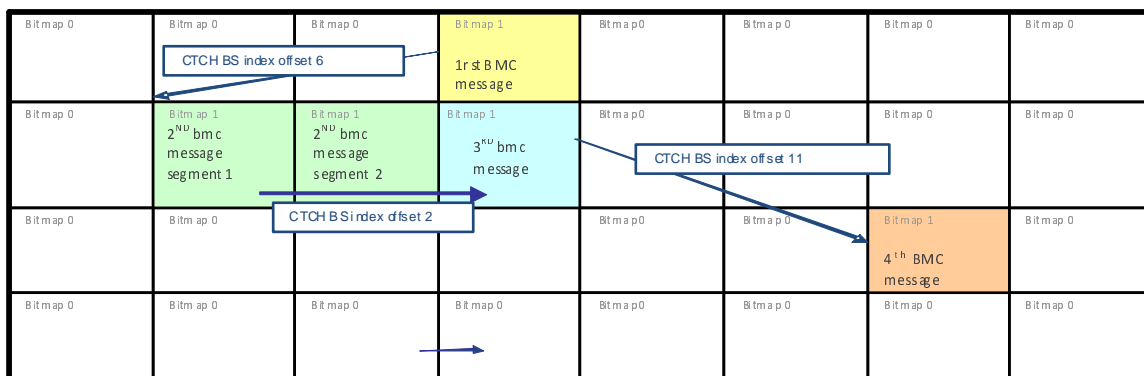 Bitmap 0
Bitmap 0
Bitmap 0
Bitmap 1
Bitmap 0
Bitmap 0
Bitmap 0
Bitmap 0
CTCH BS index offset 6
1rst BMC
message
Bitmap 0
Bitmap 1
Bitmap 1
Bitmap 1
Bitmap 0
Bitmap 0
Bitmap 0
Bitmap 0
2ND bmc
message
segment 1
2ND bmc
message
segment 2
3RD bmc
message
CTCH BS index offset 11
CTCH BS index offset 2
Bitmap 0
Bitmap 0
Bitmap 0
Bitmap 0
Bitmap 0
Bitmap 0
Bitmap 1
Bitmap 0
4th BMC
message
Bitmap 0
Bitmap 0
Bitmap 0
Bitmap 0
Bitmap 0
Bitmap 0
Bitmap 0
Bitmap 0